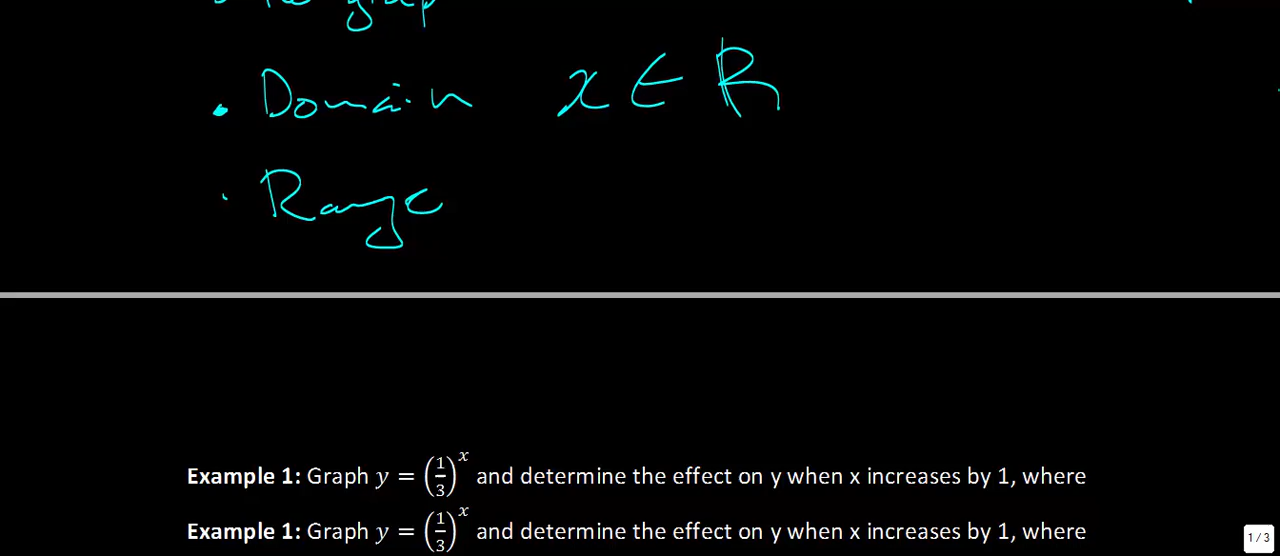 • Domain x ∈ ℝ
• Range
Example 1: Graph y = (1/3)^x and determine the effect on y when x increases by 1, where
Example 1: Graph y = (1/3)^x and determine the effect on y when x increases by 1, where
1 / 3